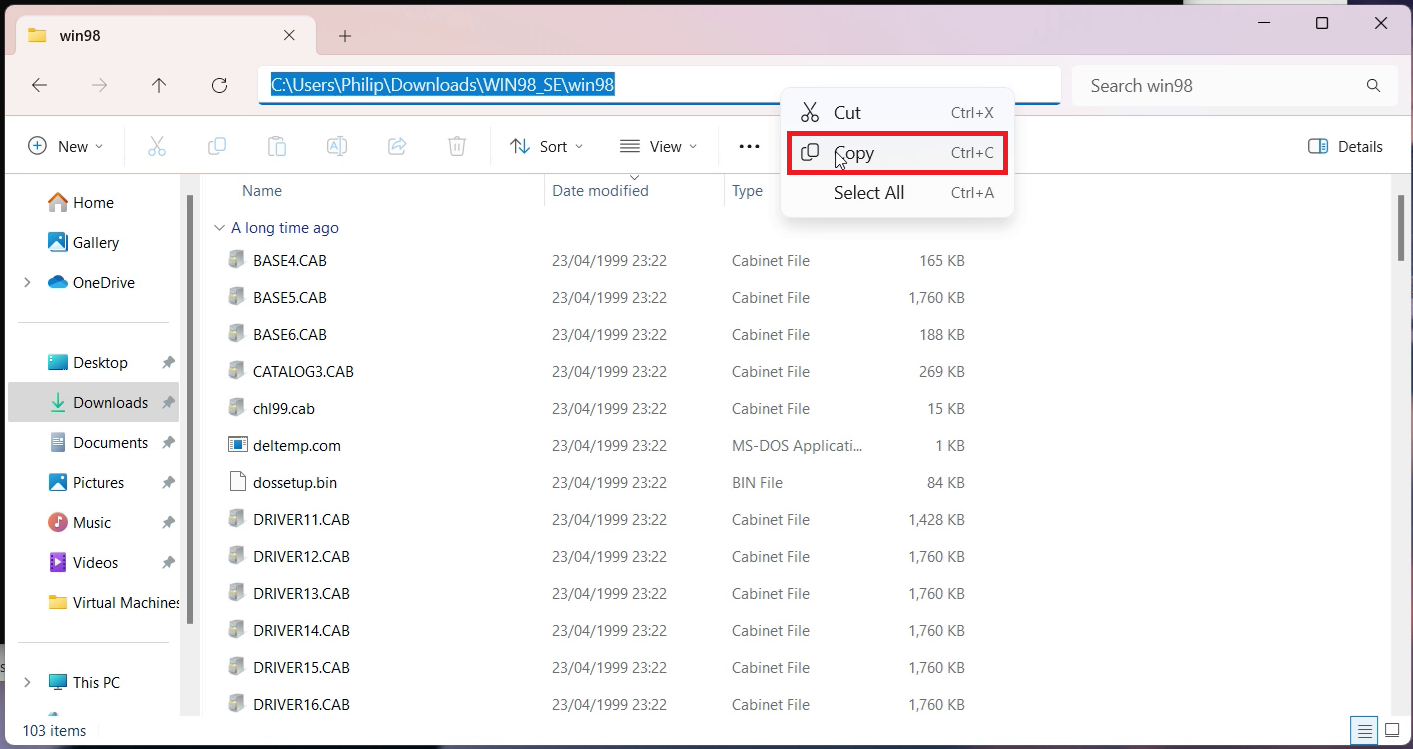 win98
C:\Users\Philip\Downloads\WIN98_SE\win98
Search win98
Cut Ctrl+X
Copy Ctrl+C
Select All Ctrl+A
New
Sort
View
Details
Home
Gallery
OneDrive
Desktop
Downloads
Documents
Pictures
Music
Videos
Virtual Machines
This PC
Name Date modified Type
A long time ago
BASE4.CAB 23/04/1999 23:22 Cabinet File 165 KB
BASE5.CAB 23/04/1999 23:22 Cabinet File 1,760 KB
BASE6.CAB 23/04/1999 23:22 Cabinet File 188 KB
CATALOG3.CAB 23/04/1999 23:22 Cabinet File 269 KB
chl99.cab 23/04/1999 23:22 Cabinet File 15 KB
deltemp.com 23/04/1999 23:22 MS-DOS Applicati... 1 KB
dossetup.bin 23/04/1999 23:22 BIN File 84 KB
DRIVER11.CAB 23/04/1999 23:22 Cabinet File 1,428 KB
DRIVER12.CAB 23/04/1999 23:22 Cabinet File 1,760 KB
DRIVER13.CAB 23/04/1999 23:22 Cabinet File 1,760 KB
DRIVER14.CAB 23/04/1999 23:22 Cabinet File 1,760 KB
DRIVER15.CAB 23/04/1999 23:22 Cabinet File 1,760 KB
DRIVER16.CAB 23/04/1999 23:22 Cabinet File 1,760 KB
103 items